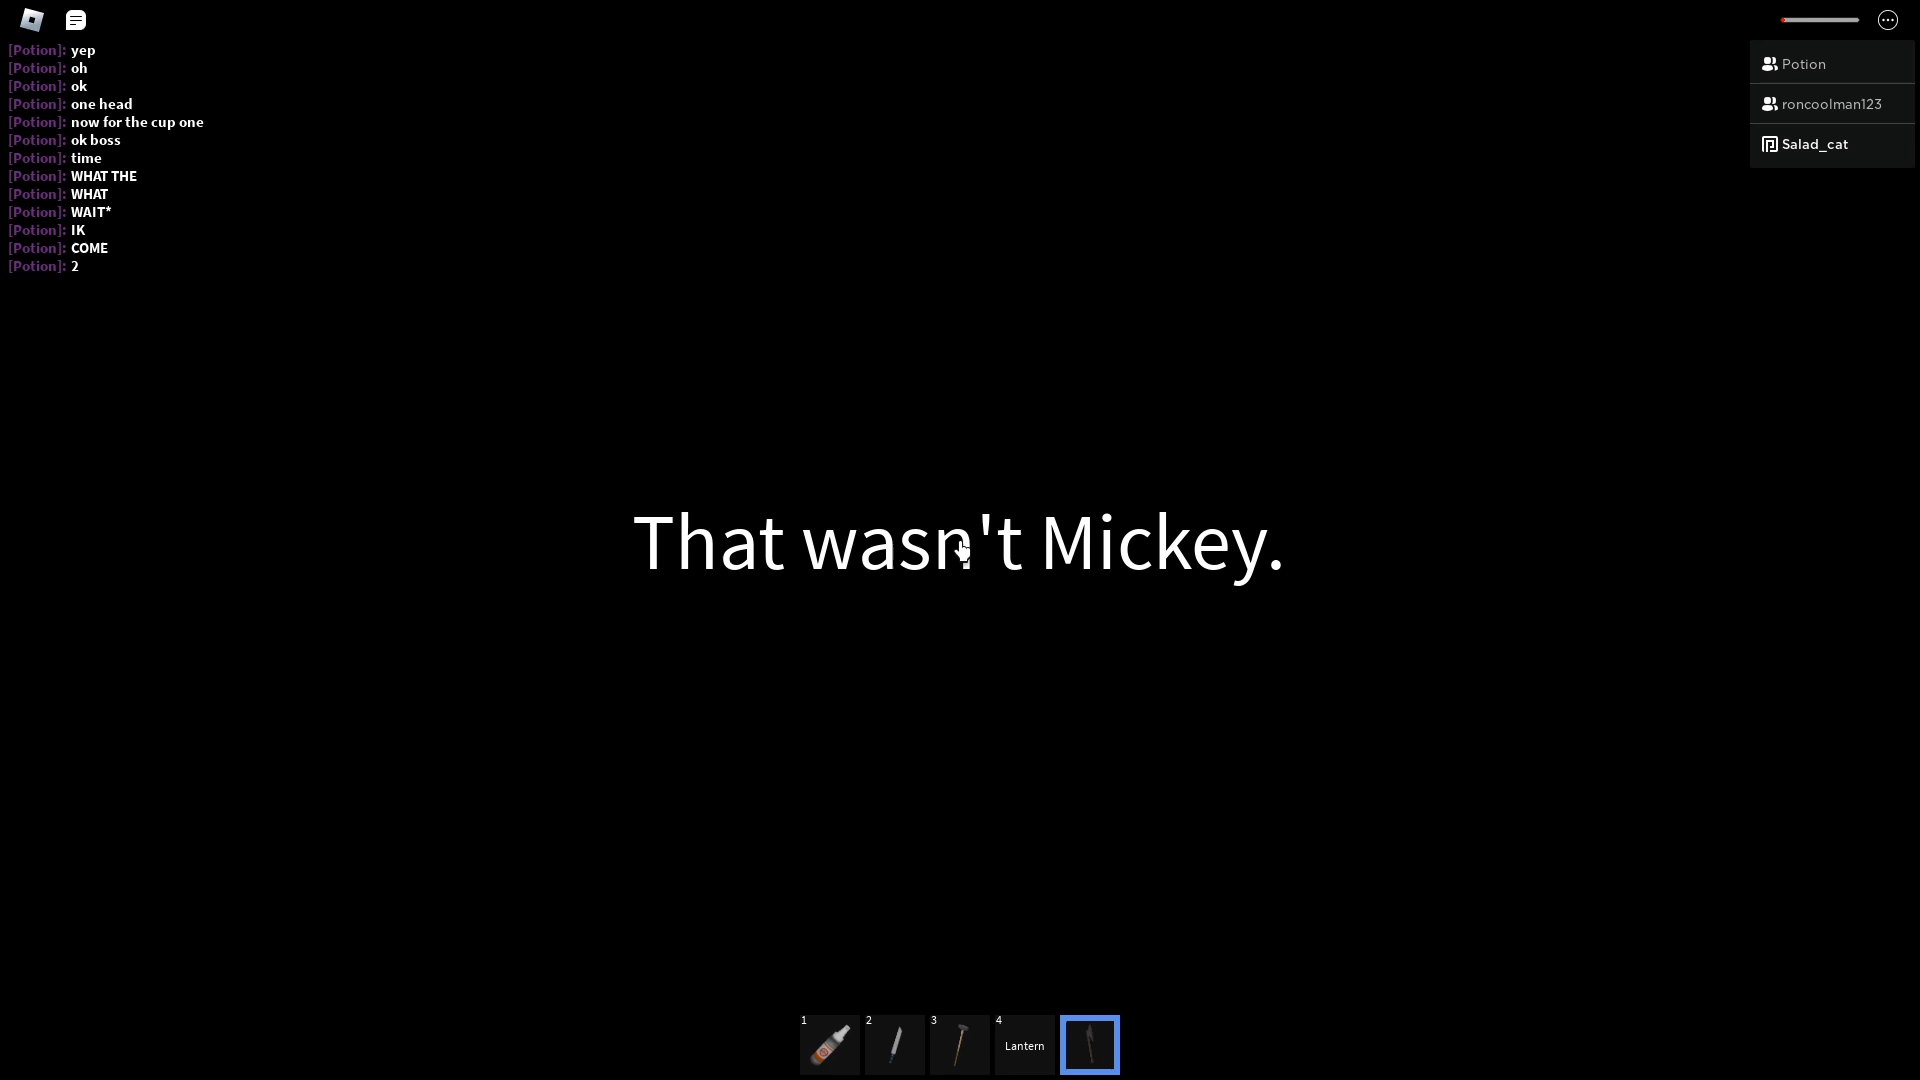 [Potion]: yep
[Potion]: oh
[Potion]: ok
[Potion]: one head
[Potion]: now for the cup one
[Potion]: ok boss
[Potion]: time
[Potion]: WHAT THE
[Potion]: WHAT
[Potion]: WAIT*
[Potion]: IK
[Potion]: COME
[Potion]: 2
Potion
roncoolman123
Salad_cat
That wasn't Mickey.
1
2
3
4
Lantern